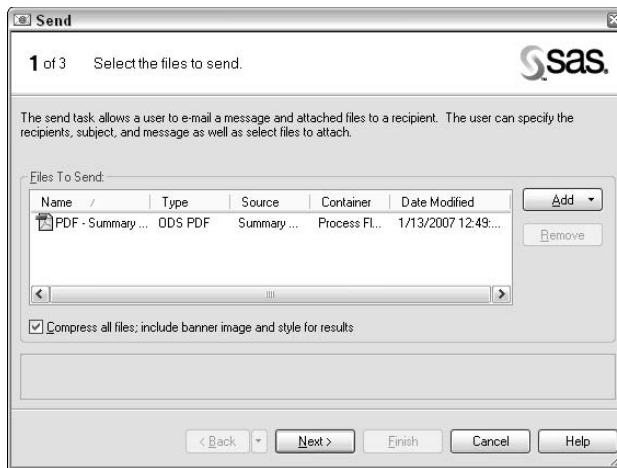 Send
1 of 3 Select the files to send.
sas.
The send task allows a user to e-mail a message and attached files to a recipient. The user can specify the
recipients, subject, and message as well as select files to attach.
Files To Send:
Name / Type Source Container Date Modified
PDF - Summary ... ODS PDF Summary ... Process Fl... 1/13/2007 12:49:...
Add
Remove
Compress all files; include banner image and style for results
< Back Next > Finish Cancel Help